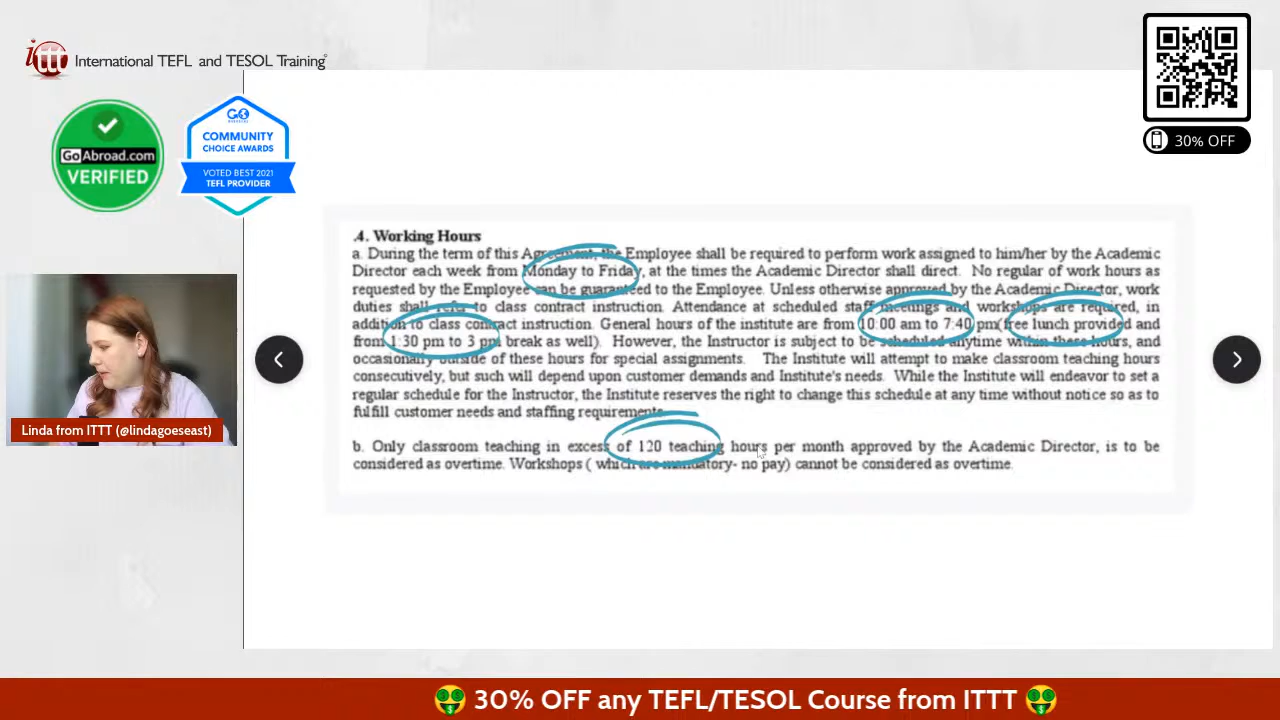 ittt International TEFL and TESOL Training
GoAbroad.com
VERIFIED
GO
COMMUNITY
CHOICE AWARDS
VOTED BEST 2021
TEFL PROVIDER
30% OFF
.4. Working Hours
a. During the term of this Agreement, the Employee shall be required to perform work assigned to him/her by the Academic
Director each week from Monday to Friday, at the times the Academic Director shall direct. No regular of work hours as
requested by the Employee can be guaranteed to the Employee. Unless otherwise approved by the Academic Director, work
duties shall refer to class contract instruction. Attendance at scheduled staff meetings and workshops are required, in
addition to class contract instruction. General hours of the institute are from 10:00 am to 7:40 pm(free lunch provided and
from 1:30 pm to 3 pm break as well). However, the Instructor is subject to be scheduled anytime within these hours, and
occasionally outside of these hours for special assignments. The Institute will attempt to make classroom teaching hours
consecutively, but such will depend upon customer demands and Institute's needs. While the Institute will endeavor to set a
regular schedule for the Instructor, the Institute reserves the right to change this schedule at any time without notice so as to
fulfill customer needs and staffing requirements.
b. Only classroom teaching in excess of 120 teaching hours per month approved by the Academic Director, is to be
considered as overtime. Workshops ( which are mandatory- no pay) cannot be considered as overtime.
Linda from ITTT (@lindagoeseast)
30% OFF any TEFL/TESOL Course from ITTT